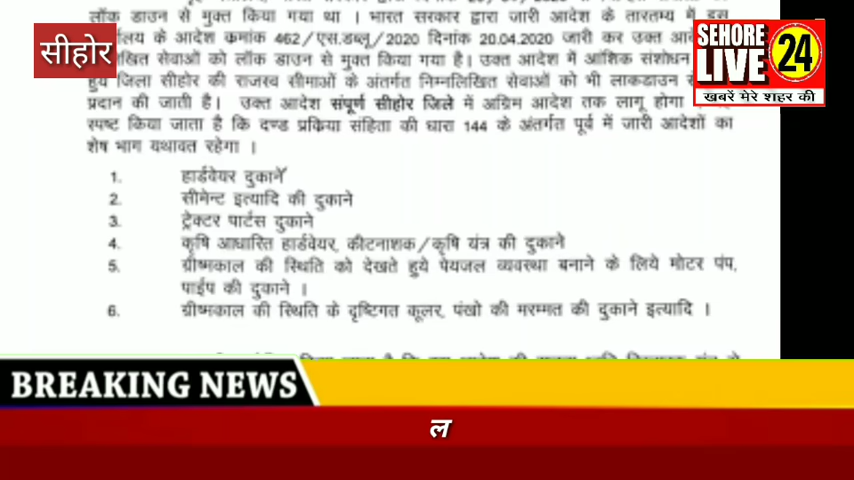 लॉक डाउन से मुक्त किया गया था । भारत सरकार द्वारा जारी आदेश के तारतम्य में इस
सीहोर
र्यालय के आदेश क्रमांक 462/एस.डब्लू/2020 दिनांक 20.04.2020 जारी कर उक्त
SEHORE
LIVE
24
खबरें मेरे शहर की
सेवाओं को लॉक डाउन से मुक्त किया गया है। उक्त आदेश में आंशिक संशोधन
हुये जिला सीहोर की राजस्व सीमाओं के अंतर्गत निम्नलिखित सेवाओं को भी लाकडाउन
प्रदान की जाती है। उक्त आदेश संपूर्ण सीहोर जिले में अग्रिम आदेश तक लागू होगा
स्पष्ट किया जाता है कि दण्ड प्रक्रिया संहिता की धारा 144 के अंतर्गत पूर्व में जारी आदेशों का
शेष भाग यथावत रहेगा ।
1. हार्डवेयर दुकानें
2. सीमेन्ट इत्यादि की दुकाने
3. ट्रेक्टर पार्टस दुकाने
4. कृषि आधारित हार्डवेयर, कीटनाशक/कृषि यंत्र की दुकाने
5. ग्रीष्मकाल की स्थिति को देखते हुये पेयजल व्यवस्था बनाने के लिये मोटर पंप,
पाईप की दुकाने ।
6. ग्रीष्मकाल की स्थिति के दृष्टिगत कूलर, पंखो की मरम्मत की दुकाने इत्यादि ।
BREAKING NEWS
ल